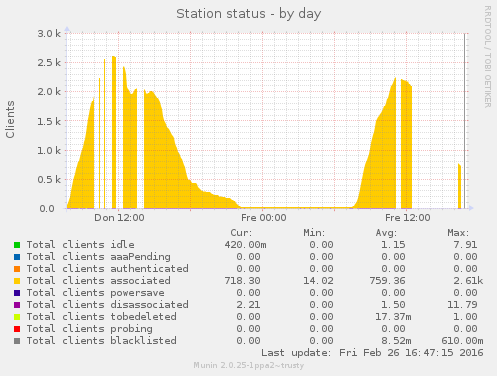 Station status - by day
RRDTOOL / TOBI OETIKER
Clients
3.0 k
2.5 k
2.0 k
1.5 k
1.0 k
0.5 k
0.0
Don 12:00 Fre 00:00 Fre 12:00
Cur: Min: Avg: Max:
Total clients idle 420.00m 0.00 1.15 7.91
Total clients aaaPending 0.00 0.00 0.00 0.00
Total clients authenticated 0.00 0.00 0.00 0.00
Total clients associated 718.30 14.02 759.36 2.61k
Total clients powersave 0.00 0.00 0.00 0.00
Total clients disassociated 2.21 0.00 1.50 11.79
Total clients tobedeleted 0.00 0.00 17.37m 1.00
Total clients probing 0.00 0.00 0.00 0.00
Total clients blacklisted 0.00 0.00 8.52m 610.00m
Last update: Fri Feb 26 16:47:15 2016
Munin 2.0.25-1ppa2~trusty